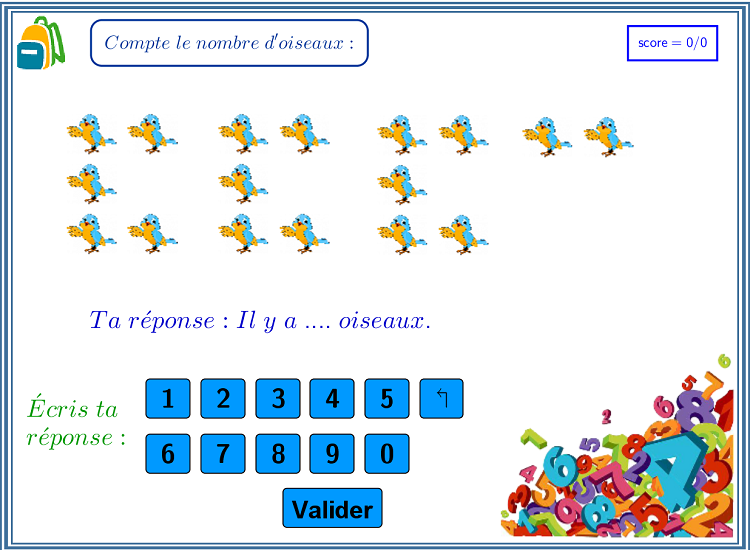 Compte le nombre d'oiseaux :
score = 0/0
Ta réponse : Il y a .... oiseaux.
Écris ta
réponse :
1 2 3 4 5 ↰
6 7 8 9 0
Valider